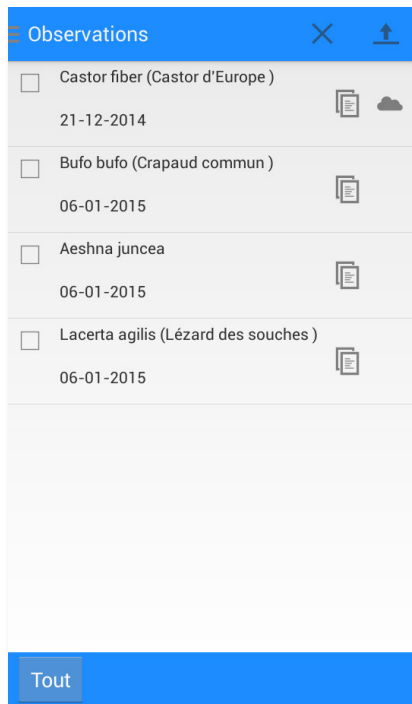 Observations
Castor fiber (Castor d'Europe )
21-12-2014
Bufo bufo (Crapaud commun )
06-01-2015
Aeshna juncea
06-01-2015
Lacerta agilis (Lézard des souches )
06-01-2015
Tout